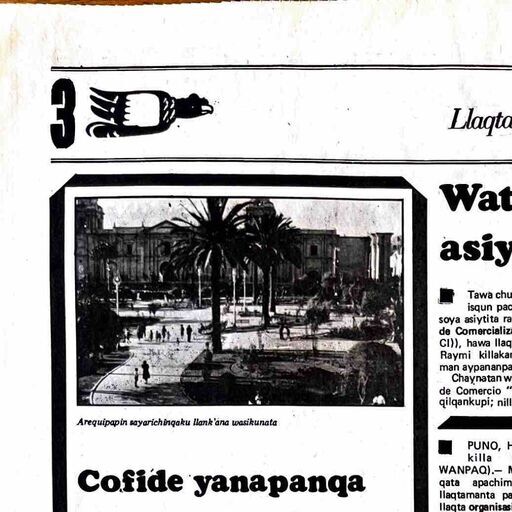 3
Llaqta
Arequipapin sayarichinqaku llank'ana wasikunata
Cofide yanapanqa
Wat
asiy
Tawa chu
isqun pac
soya asiytita ra
de Comercializa
CI)), hawa llaq
Raymi killakar
man aypananpa
Chaynatan w
de Comercio "
qilqankupi; nill
PUNO, H
killa
WANPAQ).— M
qata apachim
llaqtamanta pa
llaqta organisasi